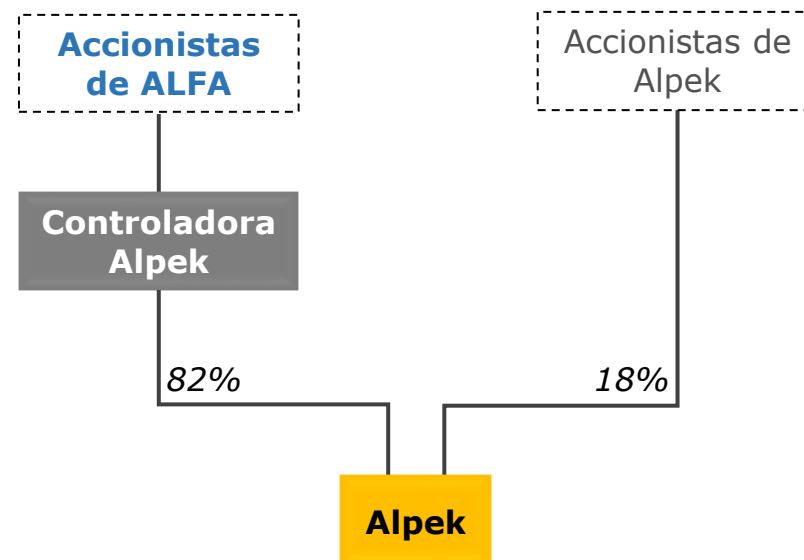 Accionistas
de ALFA
Accionistas de
Alpek
Controladora
Alpek
82%
18%
Alpek